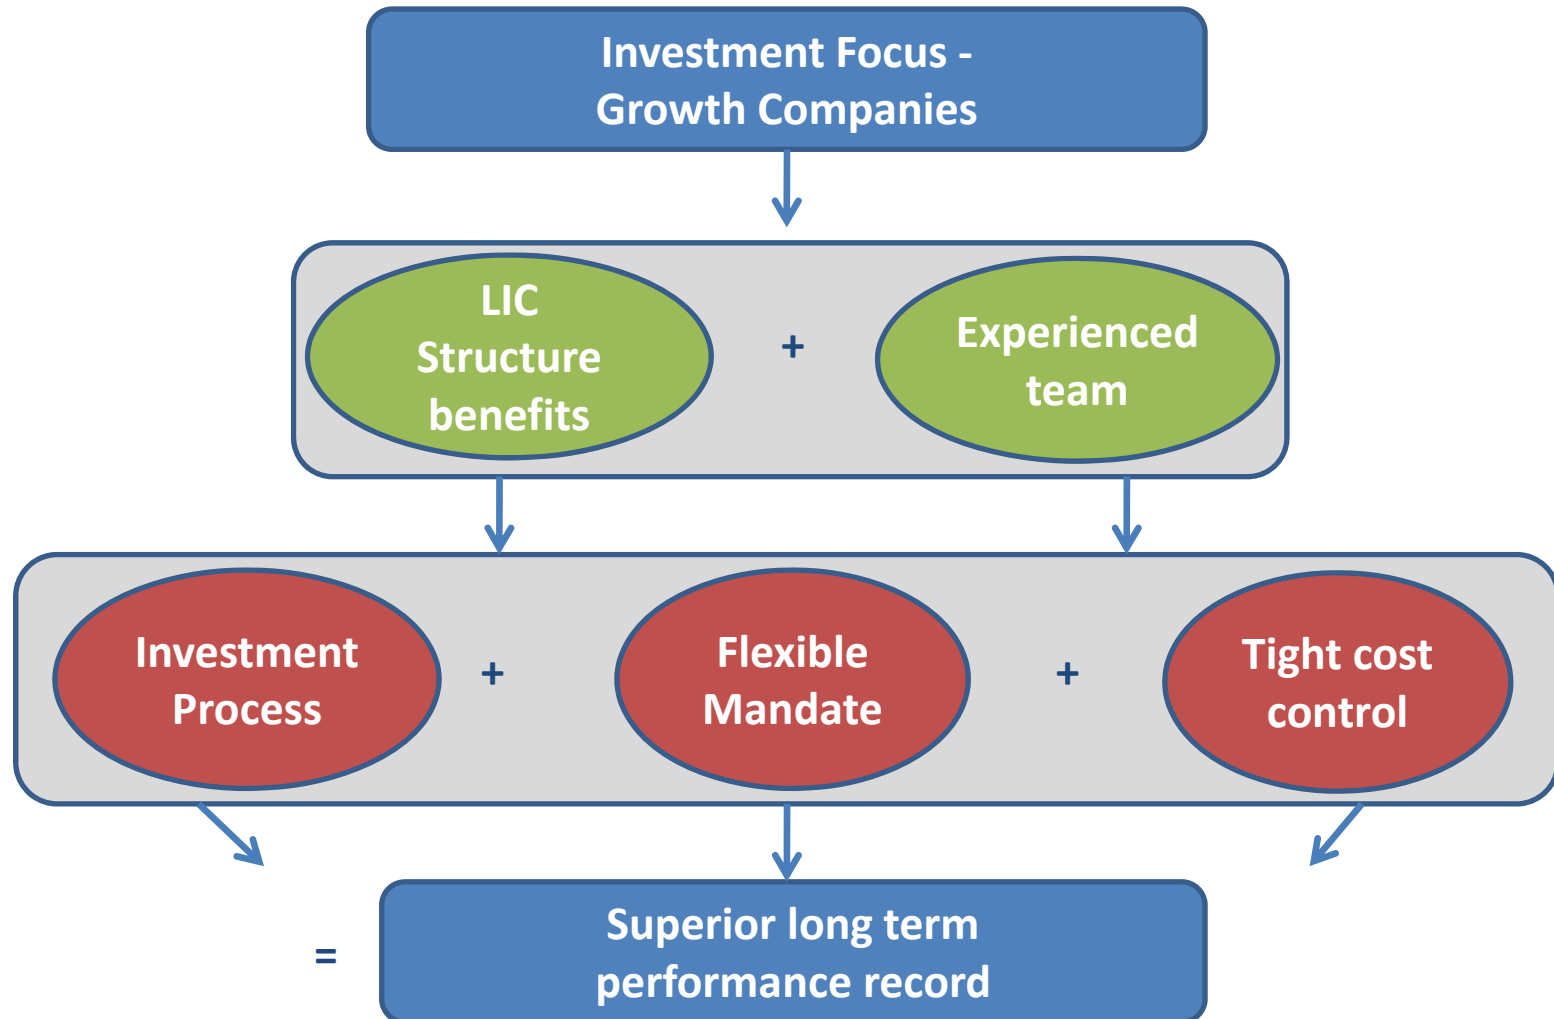 Investment Focus -
Growth Companies
LIC
Structure
benefits
+
Experienced
team
Investment
Process
+
Flexible
Mandate
+
Tight cost
control
=
Superior long term
performance record